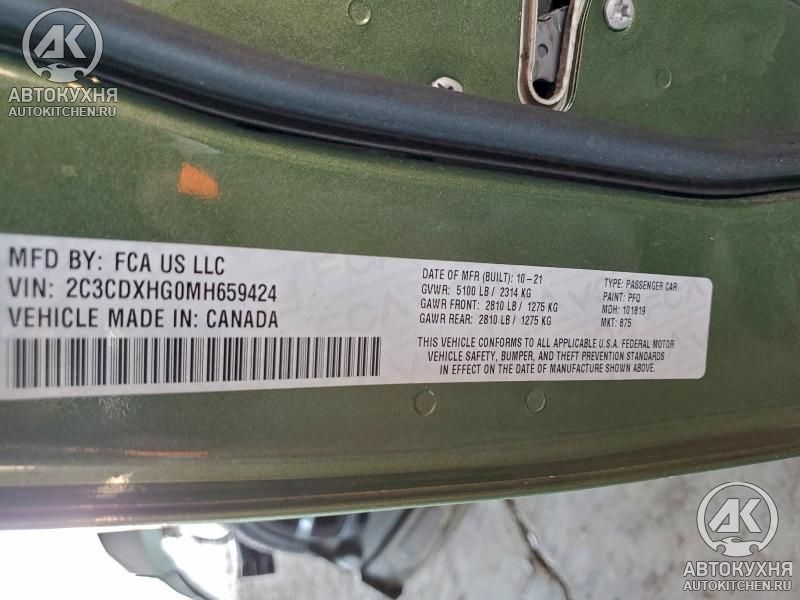 AK
АВТОКУХНЯ
AUTOKITCHEN.RU
MFD BY: FCA US LLC
VIN: 2C3CDXHG0MH659424
VEHICLE MADE IN: CANADA
DATE OF MFR (BUILT): 10-21
GVWR: 5100 LB / 2314 KG
GAWR FRONT: 2810 LB / 1275 KG
GAWR REAR: 2810 LB / 1275 KG
TYPE: PASSENGER CAR
PAINT: PFQ
MDH: 101819
MKT: 875
THIS VEHICLE CONFORMS TO ALL APPLICABLE U.S.A. FEDERAL MOTOR
VEHICLE SAFETY, BUMPER, AND THEFT PREVENTION STANDARDS
IN EFFECT ON THE DATE OF MANUFACTURE SHOWN ABOVE.
AK
АВТОКУХНЯ
AUTOKITCHEN.RU